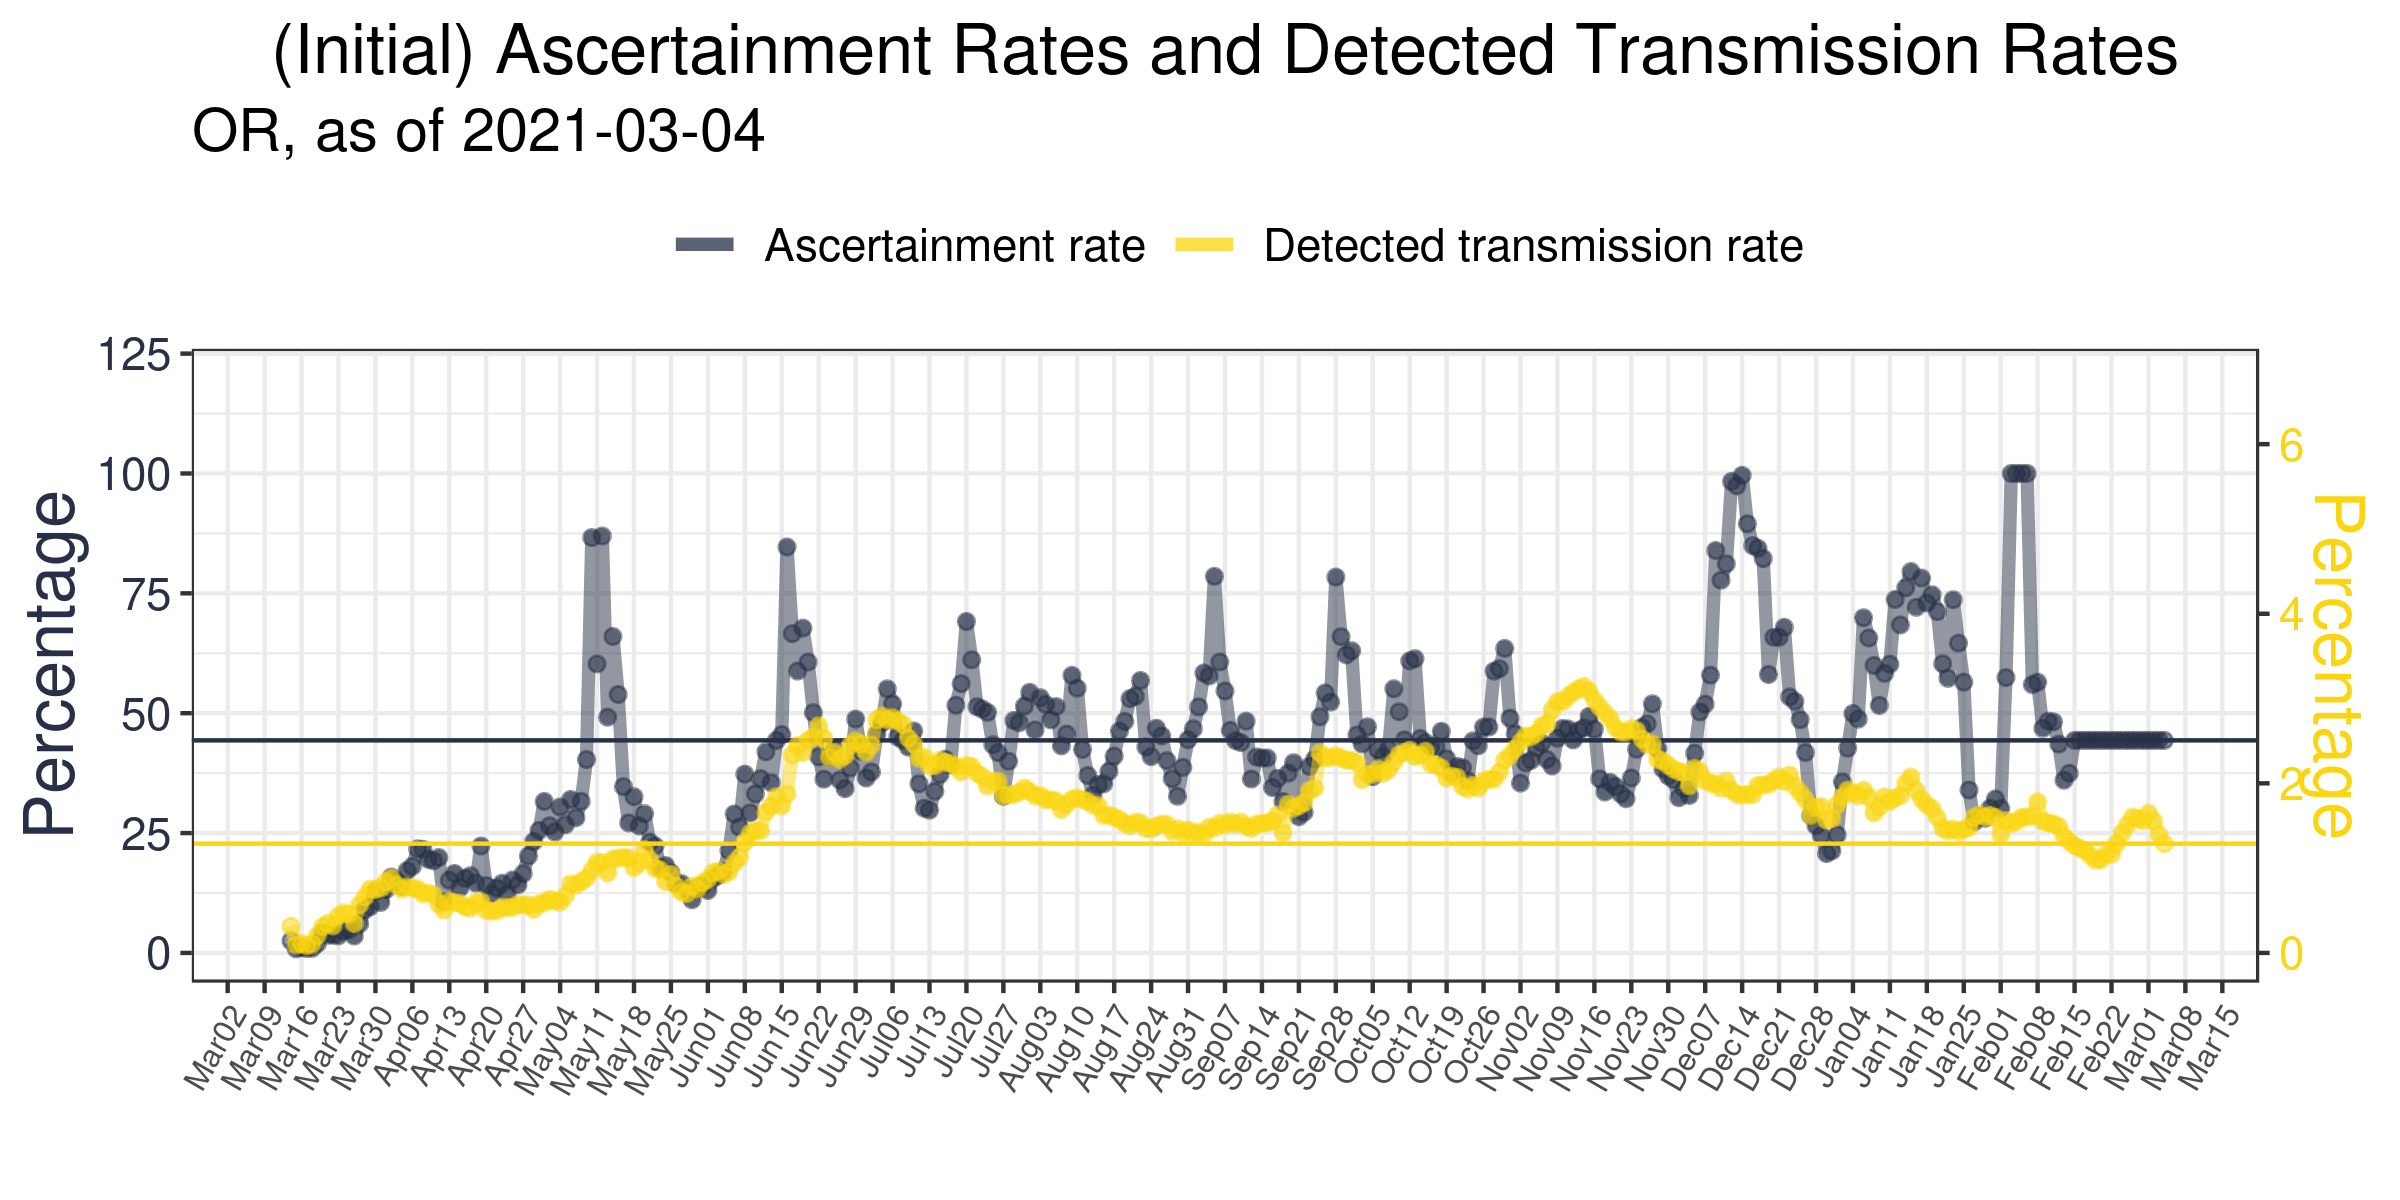 (Initial) Ascertainment Rates and Detected Transmission Rates
OR, as of 2021-03-04
Ascertainment rate
Detected transmission rate
Percentage
125
100
75
50
25
0
6
4
2
0
Percentage
Mar02
Mar09
Mar16
Mar23
Mar30
Apr06
Apr13
Apr20
Apr27
May04
May11
May18
May25
Jun01
Jun08
Jun15
Jun22
Jun29
Jul06
Jul13
Jul20
Jul27
Aug03
Aug10
Aug17
Aug24
Aug31
Sep07
Sep14
Sep21
Sep28
Oct05
Oct12
Oct19
Oct26
Nov02
Nov09
Nov16
Nov23
Nov30
Dec07
Dec14
Dec21
Dec28
Jan04
Jan11
Jan18
Jan25
Feb01
Feb08
Feb15
Feb22
Mar01
Mar08
Mar15